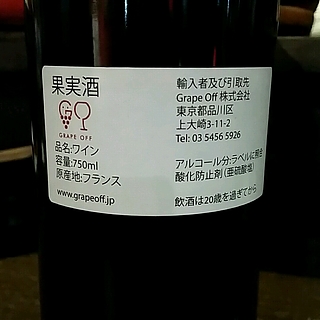 果実酒
GRAPE OFF
品名:ワイン
容量:750ml
原産地:フランス
www.grapeoff.jp
輸入者及び引取先
Grape Off 株式会社
東京都品川区
上大崎3-11-2
Tel: 03 5456 5926
アルコール分:ラベルに
酸化防止剤 (亜硫酸塩)
飲酒は20歳を過ぎてから